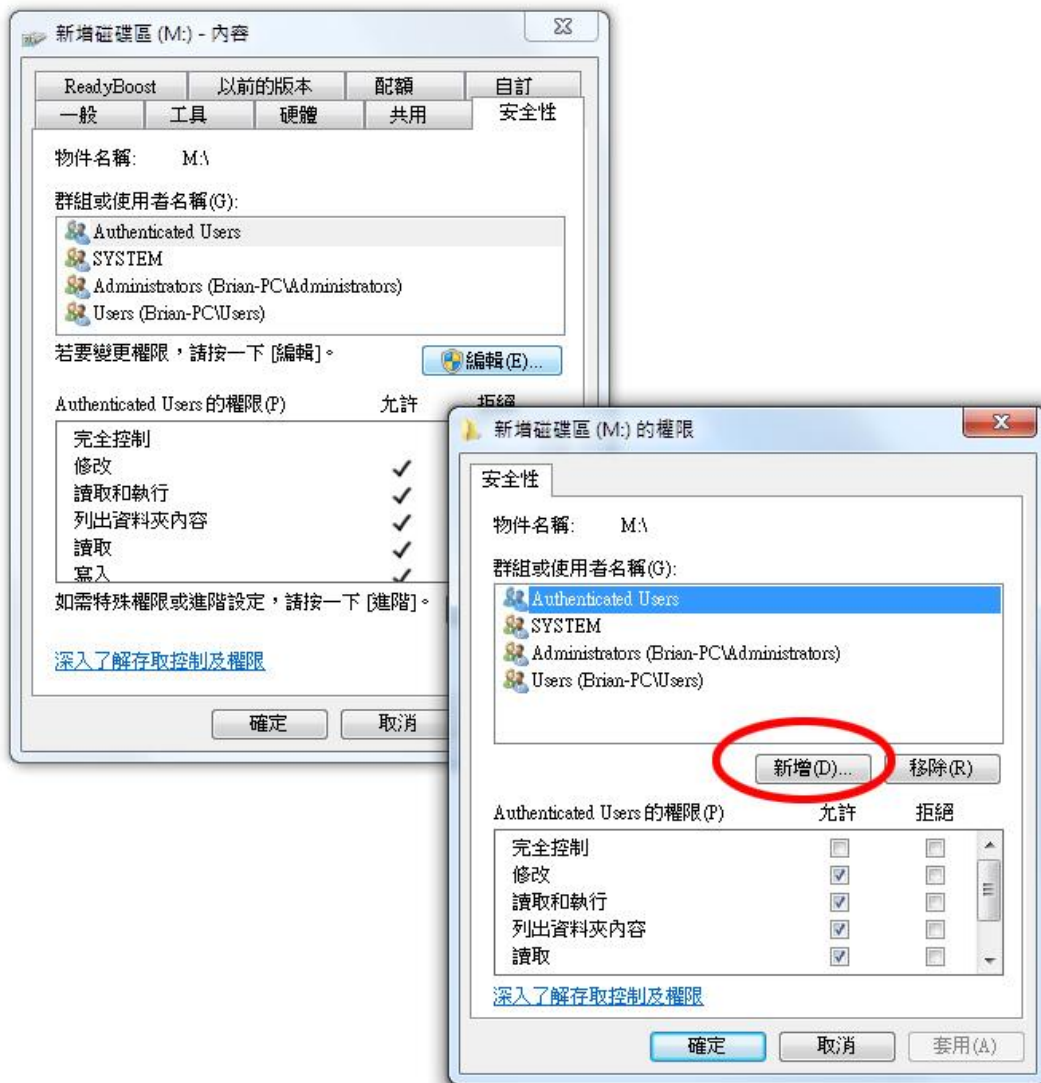 新增磁碟區 (M:) - 內容
ReadyBoost 以前的版本 配額 自訂
一般 工具 硬體 共用 安全性
物件名稱: M:\
群組或使用者名稱(G):
Authenticated Users
SYSTEM
Administrators (Brian-PC\Administrators)
Users (Brian-PC\Users)
若要變更權限，請按一下 [編輯]。 編輯(E)...
Authenticated Users 的權限(P) 允許 拒絕
完全控制
修改
讀取和執行
列出資料夾內容
讀取
寫入
如需特殊權限或進階設定，請按一下 [進階]。
深入了解存取控制及權限
確定 取消
新增磁碟區 (M:) 的權限
安全性
物件名稱: M:\
群組或使用者名稱(G):
Authenticated Users
SYSTEM
Administrators (Brian-PC\Administrators)
Users (Brian-PC\Users)
新增(D)... 移除(R)
Authenticated Users 的權限(P) 允許 拒絕
完全控制
修改
讀取和執行
列出資料夾內容
讀取
深入了解存取控制及權限
確定 取消 套用(A)